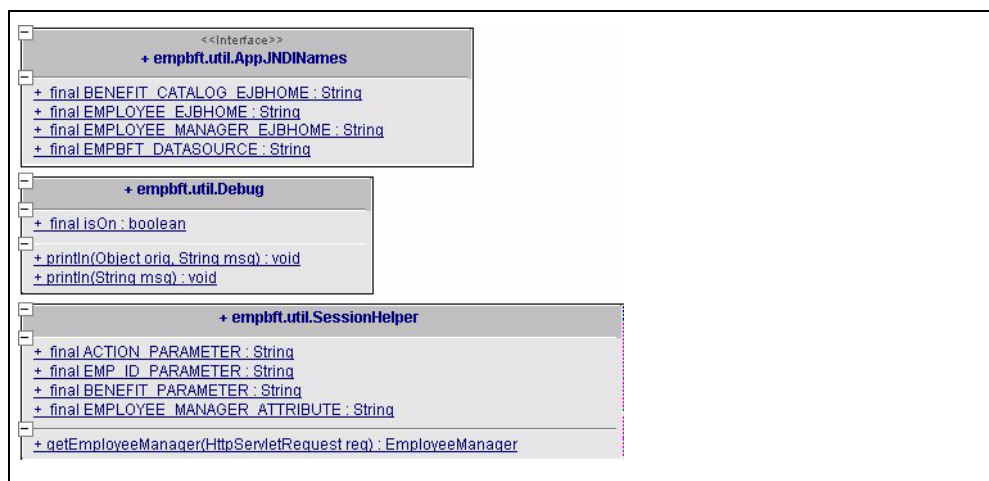 <<Interface>>
+ empbft.util.AppJNDINames
+ final BENEFIT_CATALOG_EJBHOME : String
+ final EMPLOYEE_EJBHOME : String
+ final EMPLOYEE_MANAGER_EJBHOME : String
+ final EMPBFT_DATASOURCE : String
+ empbft.util.Debug
+ final isOn : boolean
+ println(Object orig, String msg) : void
+ println(String msg) : void
+ empbft.util.SessionHelper
+ final ACTION_PARAMETER : String
+ final EMP_ID_PARAMETER : String
+ final BENEFIT_PARAMETER : String
+ final EMPLOYEE_MANAGER_ATTRIBUTE : String
+ getEmployeeManager(HttpServletRequest req) : EmployeeManager